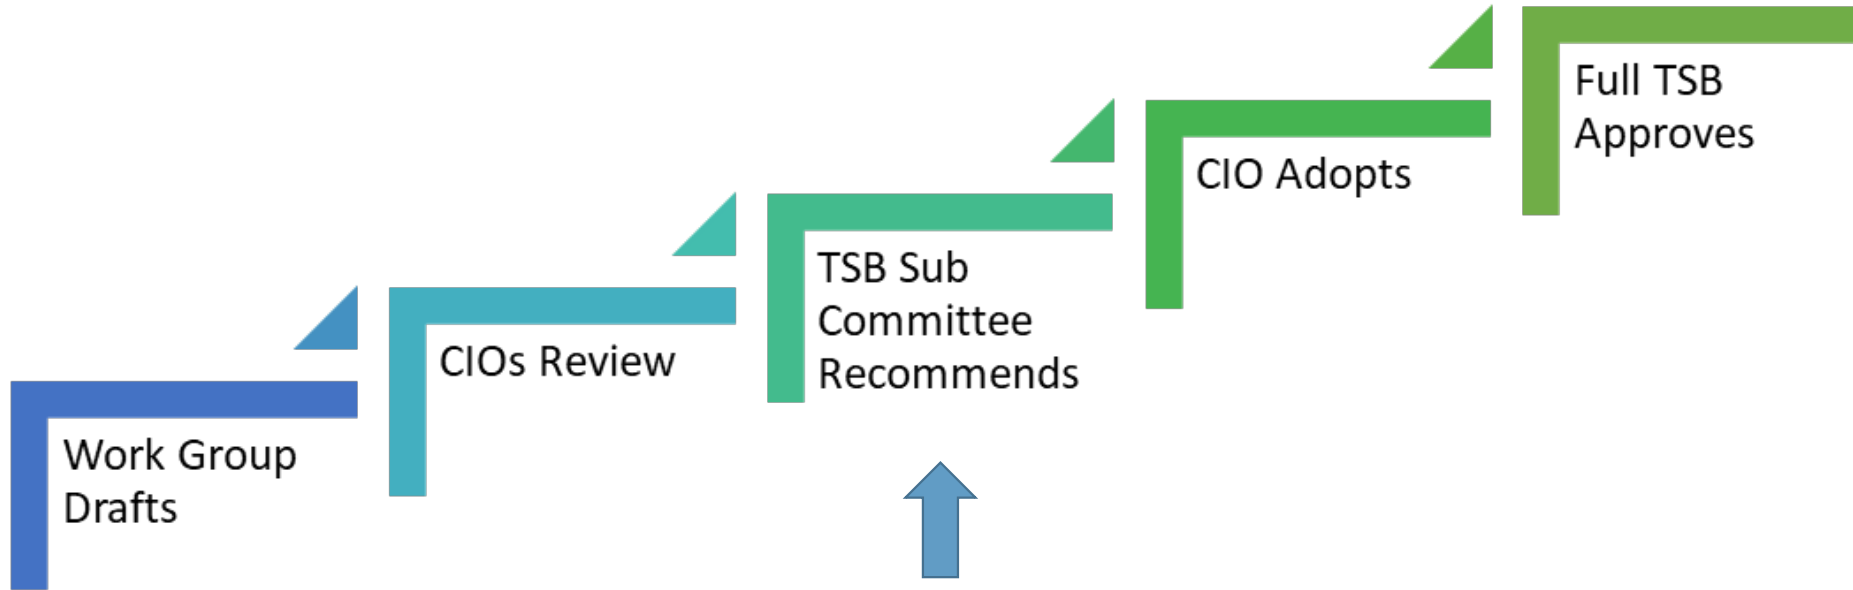 Work Group
Drafts
CIOs Review
TSB Sub
Committee
Recommends
CIO Adopts
Full TSB
Approves